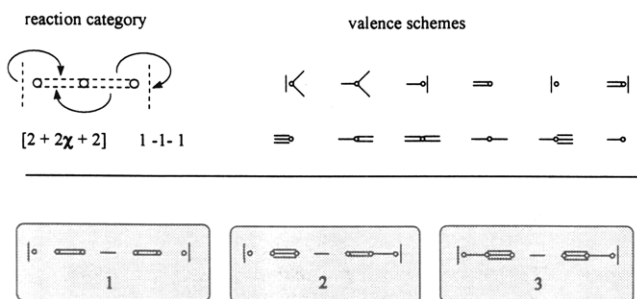 reaction category
valence schemes
[2 + 2χ + 2] 1 -1- 1
1
2
3